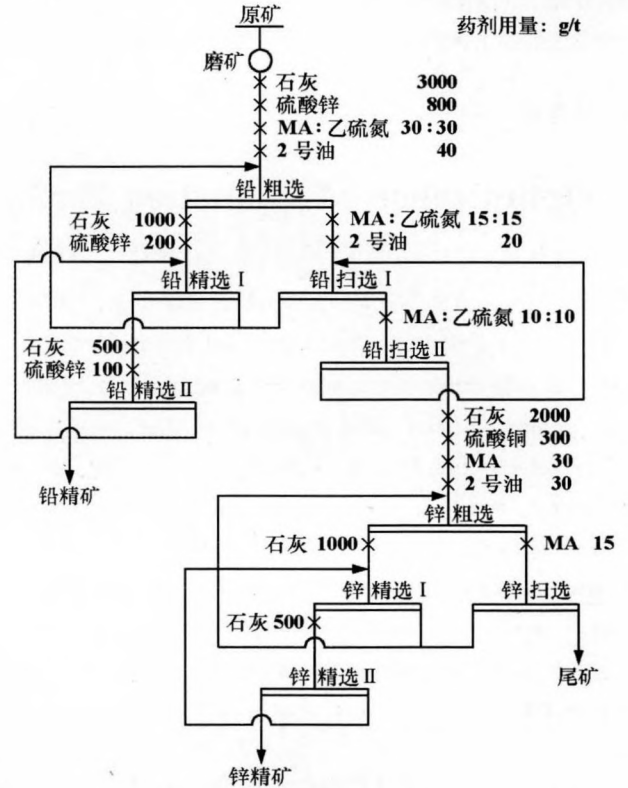 原矿
药剂用量: g/t
磨矿
石灰 3000
硫酸锌 800
MA:乙硫氮 30:30
2号油 40
铅粗选
石灰 1000
硫酸锌 200
MA:乙硫氮 15:15
2号油 20
铅精选Ⅰ
铅扫选Ⅰ
MA:乙硫氮 10:10
石灰 500
硫酸锌 100
铅扫选Ⅱ
铅精选Ⅱ
石灰 2000
硫酸铜 300
MA 30
2号油 30
铅精矿
锌粗选
石灰 1000
MA 15
锌精选Ⅰ
锌扫选
石灰 500
锌精选Ⅱ
尾矿
锌精矿